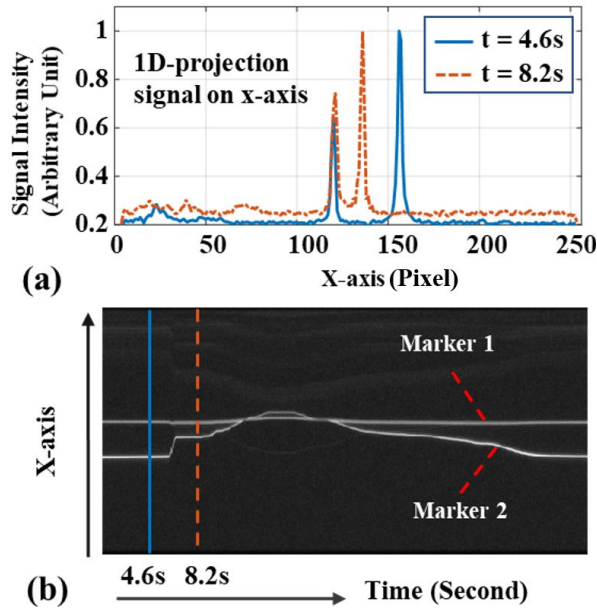 1
0.8
0.6
0.4
0.2
Signal Intensity
(Arbitrary Unit)
1D-projection
signal on x-axis
t = 4.6s
t = 8.2s
0 50 100 150 200 250
X-axis (Pixel)
(a)
X-axis
Marker 1
Marker 2
4.6s 8.2s
Time (Second)
(b)